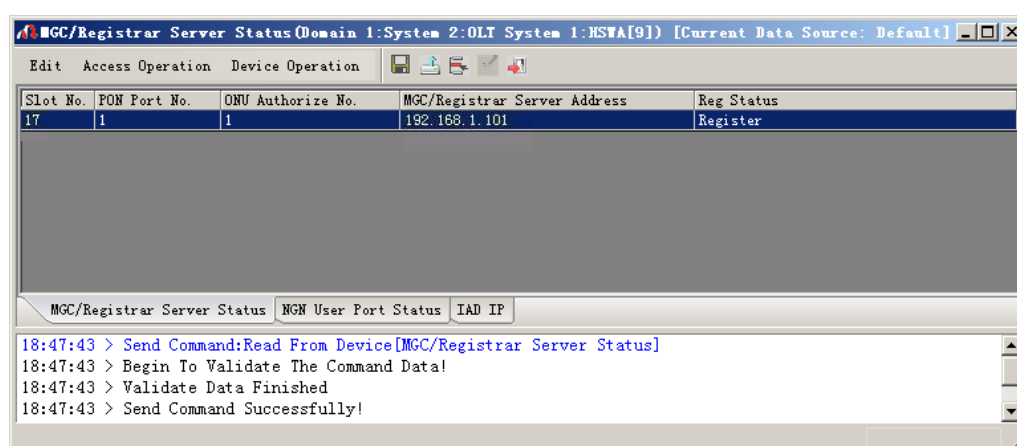 MGC/Registrar Server Status(Domain 1:System 2:OLT System 1:HSWA[9]) [Current Data Source: Default]
Edit Access Operation Device Operation
Slot No. PON Port No. ONU Authorize No. MGC/Registrar Server Address Reg Status
17 1 1 192.168.1.101 Register
MGC/Registrar Server Status NGN User Port Status IAD IP
18:47:43 > Send Command:Read From Device[MGC/Registrar Server Status]
18:47:43 > Begin To Validate The Command Data!
18:47:43 > Validate Data Finished
18:47:43 > Send Command Successfully!